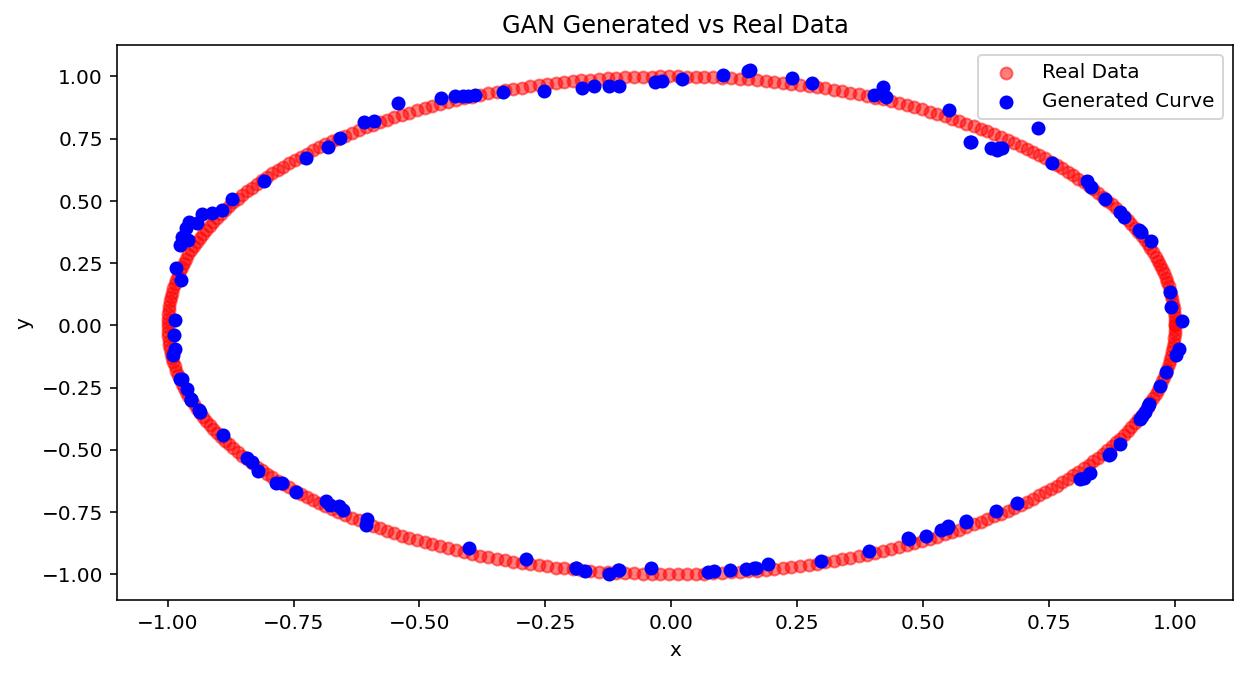 GAN Generated vs Real Data
Real Data
Generated Curve
1.00
0.75
0.50
0.25
0.00
−0.25
−0.50
−0.75
−1.00
y
−1.00 −0.75 −0.50 −0.25 0.00 0.25 0.50 0.75 1.00
x